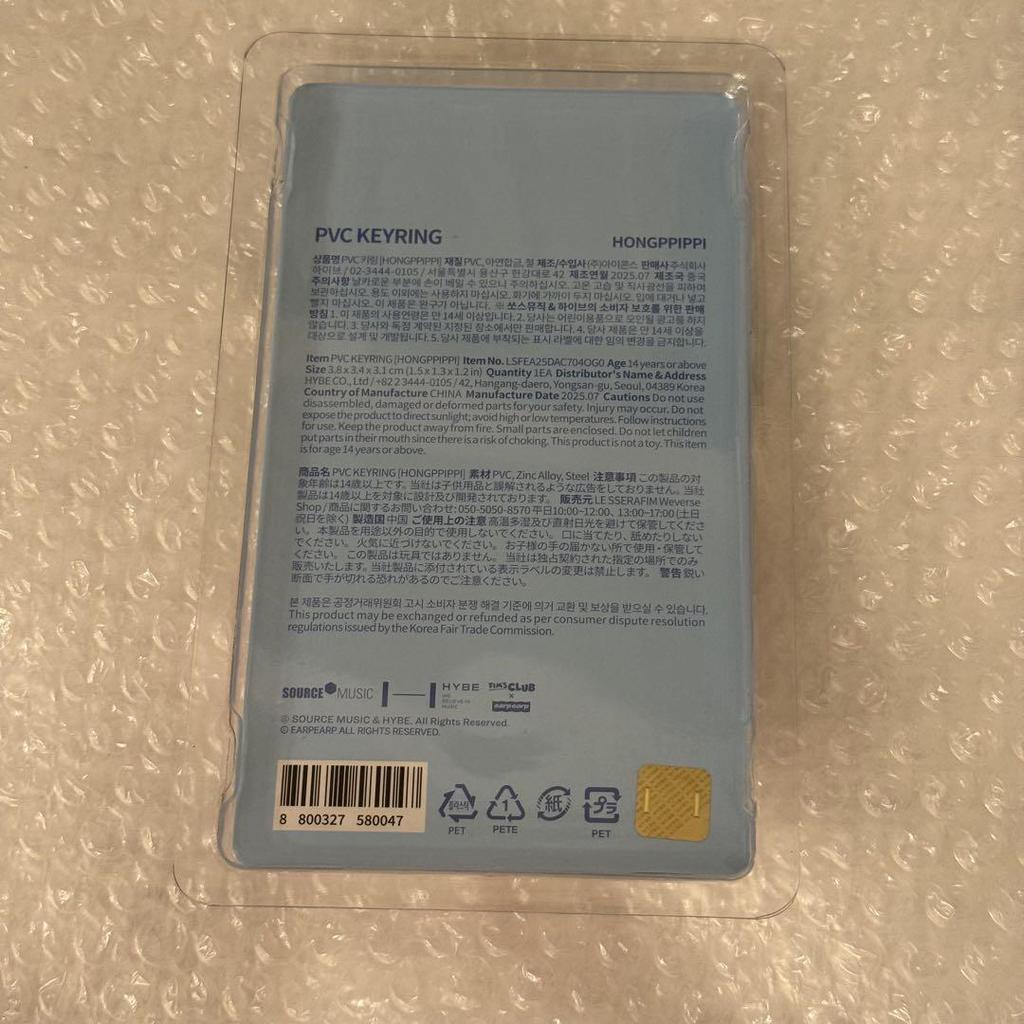 PVC KEYRING
HONGPPIPPI
상품명 PVC 키링 [HONGPPIPPI] 재질 PVC, 아연합금, 철 제조/수입사 (주)아이콘스 판매사 주식회사
하이브 / 02-3444-0105 / 서울특별시 용산구 한강대로 42 제조연월 2025.07 제조국 중국
주의사항 날카로운 부분에 손이 베일 수 있으니 주의하십시오. 고온 고습 및 직사광선을 피하여
보관하십시오. 용도 이외에는 사용하지 마십시오. 화기에 가까이 두지 마십시오. 입에 대거나 넣고
빨지 마십시오. 이 제품은 완구가 아닙니다. ※ 쏘스뮤직 & 하이브의 소비자 보호를 위한 판매
방침 1. 이 제품의 사용연령은 만 14세 이상입니다. 2. 당사는 어린이용품으로 오인될 광고를 하지
않습니다. 3. 당사와 독점 계약된 지정된 장소에서만 판매합니다. 4. 당사 제품은 만 14세 이상을
대상으로 설계 및 개발됩니다. 5. 당사 제품에 부착되는 표시 라벨에 대한 임의 변경을 금지합니다.
Item PVC KEYRING [HONGPPIPPI] Item No. LSFEA25DAC704OG0 Age 14 years or above
Size 3.8 x 3.4 x 3.1 cm (1.5 x 1.3 x 1.2 in) Quantity 1EA Distributor's Name & Address
HYBE CO., Ltd / +82 2 3444-0105 / 42, Hangang-daero, Yongsan-gu, Seoul, 04389 Korea
Country of Manufacture CHINA Manufacture Date 2025.07 Cautions Do not use
disassembled, damaged or deformed parts for your safety. Injury may occur. Do not
expose the product to direct sunlight; avoid high or low temperatures. Follow instructions
for use. Keep the product away from fire. Small parts are enclosed. Do not let children
put parts in their mouth since there is a risk of choking. This product is not a toy. This item
is for age 14 years or above.
商品名 PVC KEYRING [HONGPPIPPI] 素材 PVC, Zinc Alloy, Steel 注意事項 この製品の対
象年齢は14歳以上です。当社は子供用品と誤解されるような広告をしておりません。当社
製品は14歳以上を対象に設計及び開発されております。 販売元 LE SSERAFIM Weverse
Shop / 商品に関するお問い合わせ: 050-5050-8570 平日10:00~12:00, 13:00~17:00 (土日
祝日を除く) 製造国 中国 ご使用上の注意 高温多湿及び直射日光を避けて保管してくださ
い。 本製品を用途以外の目的で使用しないでください。 口に当てたり、舐めたりしない
でください。 火気に近づけないでください。 お子様の手の届かない所で使用・保管して
ください。 この製品は玩具ではありません。 当社は独占契約された指定の場所でのみ
販売いたします。当社製品に添付されている表示ラベルの変更は禁止します。 警告 鋭い
断面で手が切れる恐れがあるのでご注意ください。
본 제품은 공정거래위원회 고시 소비자 분쟁 해결 기준에 의거 교환 및 보상을 받으실 수 있습니다.
This product may be exchanged or refunded as per consumer dispute resolution
regulations issued by the Korea Fair Trade Commission.
SOURCE MUSIC HYBE WE BELIEVE IN MUSIC
CLUB × earpearp
© SOURCE MUSIC & HYBE. All Rights Reserved.
© EARPEARP ALL RIGHTS RESERVED.
8 800327 580047
플라스틱 PET
1 PETE
紙
プラ PET